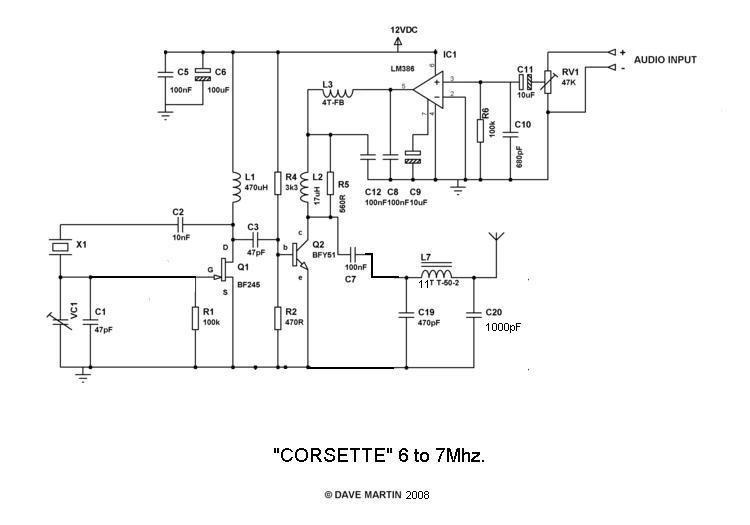 12VDC
IC1
LM386
6
3
2
5
7
4
+
-
C5
100nF
C6
100uF
L3
4T-FB
C11
10uF
RV1
47K
+
-
AUDIO INPUT
R6
100k
C10
680pF
L1
470uH
R4
3k3
L2
17uH
R5
560R
C12
100nF
C8
100nF
C9
10uF
C2
10nF
C3
47pF
X1
D
G
S
Q1
BF245
c
b
e
Q2
BFY51
100nF
C7
L7
11T T-50-2
VC1
C1
47pF
R1
100k
R2
470R
C19
470pF
C20
1000pF
"CORSETTE" 6 to 7Mhz.
© DAVE MARTIN 2008